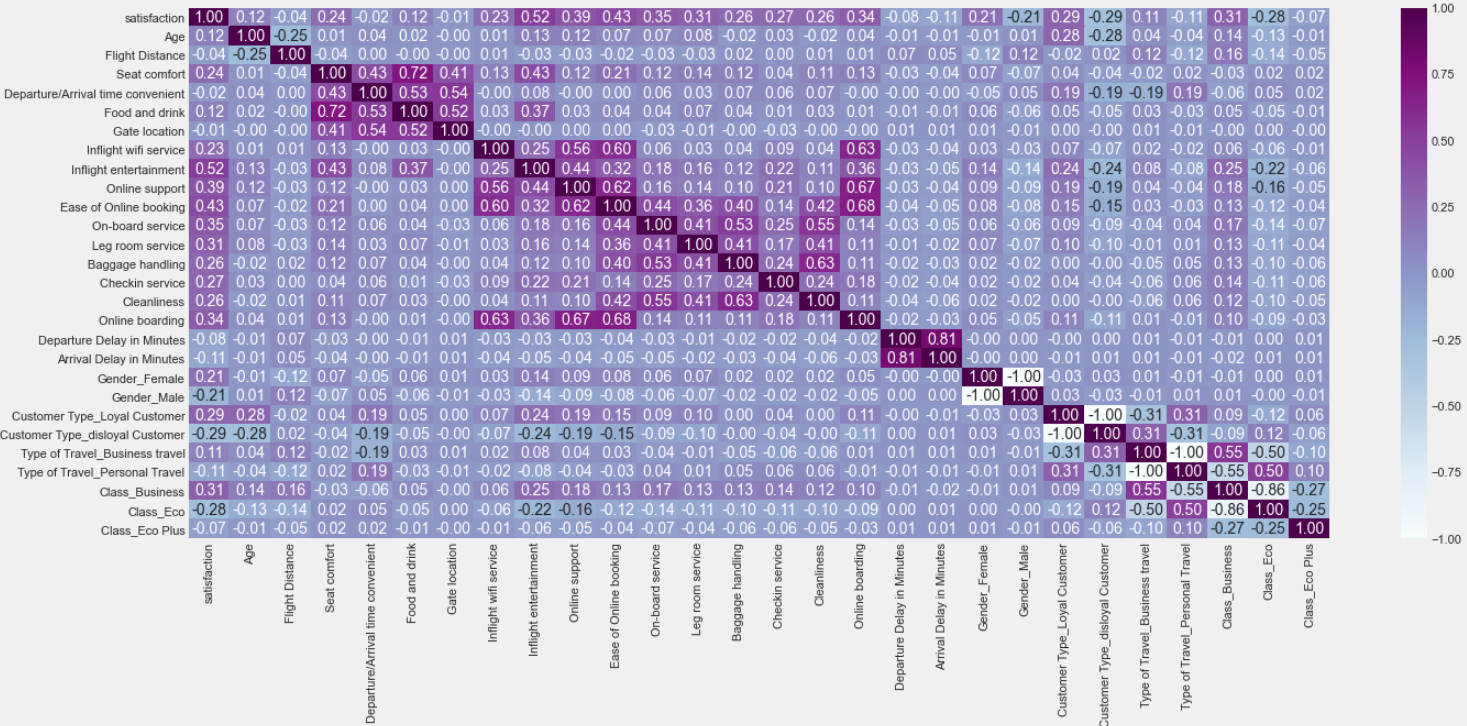 satisfaction 1.00 0.12 -0.04 0.24 -0.02 0.12 -0.01 0.23 0.52 0.39 0.43 0.35 0.31 0.26 0.27 0.26 0.34 -0.08 -0.11 0.21 -0.21 0.29 -0.29 0.11 -0.11 0.31 -0.28 -0.07
Age 0.12 1.00 -0.25 0.01 0.04 0.02 -0.00 0.01 0.13 0.12 0.07 0.07 0.08 -0.02 0.03 -0.02 0.04 -0.01 -0.01 -0.01 0.01 0.28 -0.28 0.04 -0.04 0.14 -0.13 -0.01
Flight Distance -0.04 -0.25 1.00 -0.04 0.00 -0.00 -0.00 0.01 -0.03 -0.03 -0.02 -0.03 -0.03 0.02 0.00 0.01 0.01 0.07 0.05 -0.12 0.12 -0.02 0.02 0.12 -0.12 0.16 -0.14 -0.05
Seat comfort 0.24 0.01 -0.04 1.00 0.43 0.72 0.41 0.13 0.43 0.12 0.21 0.12 0.14 0.12 0.04 0.11 0.13 -0.03 -0.04 0.07 -0.07 0.04 -0.04 -0.02 0.02 -0.03 0.02 0.02
Departure/Arrival time convenient -0.02 0.04 0.00 0.43 1.00 0.53 0.54 -0.00 0.08 -0.00 0.00 0.06 0.03 0.07 0.06 0.07 -0.00 -0.00 -0.01 -0.05 0.05 0.19 -0.19 -0.19 0.19 -0.06 0.05 0.02
Food and drink 0.12 0.02 -0.00 0.72 0.53 1.00 0.52 0.03 0.37 0.03 0.04 0.04 0.07 0.04 0.01 0.03 0.01 -0.01 -0.02 0.06 -0.06 0.05 -0.05 0.03 -0.03 0.05 -0.05 -0.01
Gate location -0.01 -0.00 -0.00 0.41 0.54 0.52 1.00 -0.00 -0.00 0.00 0.00 -0.03 -0.01 -0.00 -0.03 -0.00 -0.00 0.01 0.01 0.01 -0.01 0.00 -0.00 0.01 -0.01 -0.00 0.00 -0.00
Inflight wifi service 0.23 0.01 0.01 0.13 -0.00 0.03 -0.00 1.00 0.25 0.56 0.60 0.06 0.03 0.04 0.09 0.04 0.63 -0.03 -0.04 0.03 -0.03 0.07 -0.07 0.02 -0.02 0.06 -0.06 -0.01
Inflight entertainment 0.52 0.13 -0.03 0.43 0.08 0.37 -0.00 0.25 1.00 0.44 0.32 0.18 0.16 0.12 0.22 0.11 0.36 -0.03 -0.05 0.14 -0.14 0.24 -0.24 0.08 -0.08 0.25 -0.22 -0.06
Online support 0.39 0.12 -0.03 0.12 -0.00 0.03 0.00 0.56 0.44 1.00 0.62 0.16 0.14 0.10 0.21 0.10 0.67 -0.03 -0.04 0.09 -0.09 0.19 -0.19 0.04 -0.04 0.18 -0.16 -0.05
Ease of Online booking 0.43 0.07 -0.02 0.21 0.00 0.04 0.00 0.60 0.32 0.62 1.00 0.44 0.36 0.40 0.14 0.42 0.68 -0.04 -0.05 0.08 -0.08 0.15 -0.15 0.03 -0.03 0.13 -0.12 -0.04
On-board service 0.35 0.07 -0.03 0.12 0.06 0.04 -0.03 0.06 0.18 0.16 0.44 1.00 0.41 0.53 0.25 0.55 0.14 -0.03 -0.05 0.06 -0.06 0.09 -0.09 -0.04 0.04 0.17 -0.14 -0.07
Leg room service 0.31 0.08 -0.03 0.14 0.03 0.07 -0.01 0.03 0.16 0.14 0.36 0.41 1.00 0.41 0.17 0.41 0.11 -0.01 -0.02 0.07 -0.07 0.10 -0.10 -0.01 0.01 0.13 -0.11 -0.04
Baggage handling 0.26 -0.02 0.02 0.12 0.07 0.04 -0.00 0.04 0.12 0.10 0.40 0.53 0.41 1.00 0.24 0.63 0.11 -0.02 -0.03 0.02 -0.02 0.00 -0.00 -0.05 0.05 0.13 -0.10 -0.06
Checkin service 0.27 0.03 0.00 0.04 0.06 0.01 -0.03 0.09 0.22 0.21 0.14 0.25 0.17 0.24 1.00 0.24 0.18 -0.02 -0.03 0.02 -0.02 0.04 -0.04 -0.06 0.06 0.14 -0.11 -0.06
Cleanliness 0.26 -0.02 0.01 0.11 0.07 0.03 -0.00 0.04 0.11 0.10 0.42 0.55 0.41 0.63 0.24 1.00 0.11 -0.04 -0.06 0.02 -0.02 0.00 -0.00 -0.06 0.06 0.12 -0.10 -0.05
Online boarding 0.34 0.04 0.01 0.13 -0.00 0.01 -0.00 0.63 0.36 0.67 0.68 0.14 0.11 0.11 0.18 0.11 1.00 -0.02 -0.03 0.05 -0.05 0.11 -0.11 0.01 -0.01 0.10 -0.09 -0.03
Departure Delay in Minutes -0.08 -0.01 0.07 -0.03 -0.00 -0.01 0.01 -0.03 -0.03 -0.03 -0.04 -0.03 -0.01 -0.02 -0.02 -0.04 -0.02 1.00 0.81 -0.00 0.00 -0.00 0.00 0.01 -0.01 -0.01 0.00 0.01
Arrival Delay in Minutes -0.11 -0.01 0.05 -0.04 -0.01 -0.02 0.01 -0.04 -0.05 -0.04 -0.05 -0.05 -0.02 -0.03 -0.03 -0.06 -0.03 0.81 1.00 -0.00 0.00 -0.01 0.01 0.01 -0.01 -0.02 0.01 0.01
Gender_Female 0.21 -0.01 -0.12 0.07 -0.05 0.06 0.01 0.03 0.14 0.09 0.08 0.06 0.07 0.02 0.02 0.02 0.05 -0.00 -0.00 1.00 -1.00 -0.03 0.03 0.01 -0.01 -0.01 0.00 0.01
Gender_Male -0.21 0.01 0.12 -0.07 0.05 -0.06 -0.01 -0.03 -0.14 -0.09 -0.08 -0.06 -0.07 -0.02 -0.02 -0.02 -0.05 0.00 0.00 -1.00 1.00 0.03 -0.03 -0.01 0.01 0.01 -0.00 -0.01
Customer Type_Loyal Customer 0.29 0.28 -0.02 0.04 0.19 0.05 0.00 0.07 0.24 0.19 0.15 0.09 0.10 0.00 0.04 0.00 0.11 -0.00 -0.01 -0.03 0.03 1.00 -1.00 -0.31 0.31 0.09 -0.12 0.06
Customer Type_disloyal Customer -0.29 -0.28 0.02 -0.04 -0.19 -0.05 -0.00 -0.07 -0.24 -0.19 -0.15 -0.09 -0.10 -0.00 -0.04 -0.00 -0.11 0.00 0.01 0.03 -0.03 -1.00 1.00 0.31 -0.31 -0.09 0.12 -0.06
Type of Travel_Business travel 0.11 0.04 0.12 -0.02 -0.19 0.03 0.01 0.02 0.08 0.04 0.03 -0.04 -0.01 -0.05 -0.06 -0.06 0.01 0.01 0.01 0.01 -0.01 -0.31 0.31 1.00 -1.00 0.55 -0.50 -0.10
Type of Travel_Personal Travel -0.11 -0.04 -0.12 0.02 0.19 -0.03 -0.01 -0.02 -0.08 -0.04 -0.03 0.04 0.01 0.05 0.06 0.06 -0.01 -0.01 -0.01 -0.01 0.01 0.31 -0.31 -1.00 1.00 -0.55 0.50 0.10
Class_Business 0.31 0.14 0.16 -0.03 -0.06 0.05 -0.00 0.06 0.25 0.18 0.13 0.17 0.13 0.13 0.14 0.12 0.10 -0.01 -0.02 -0.01 0.01 0.09 -0.09 0.55 -0.55 1.00 -0.86 -0.27
Class_Eco -0.28 -0.13 -0.14 0.02 0.05 -0.05 0.00 -0.06 -0.22 -0.16 -0.12 -0.14 -0.11 -0.10 -0.11 -0.10 -0.09 0.00 0.01 0.00 -0.00 -0.12 0.12 -0.50 0.50 -0.86 1.00 -0.25
Class_Eco Plus -0.07 -0.01 -0.05 0.02 0.02 -0.01 -0.00 -0.01 -0.06 -0.05 -0.04 -0.07 -0.04 -0.06 -0.06 -0.05 -0.03 0.01 0.01 0.01 -0.01 0.06 -0.06 -0.10 0.10 -0.27 -0.25 1.00
satisfaction
Age
Flight Distance
Seat comfort
Departure/Arrival time convenient
Food and drink
Gate location
Inflight wifi service
Inflight entertainment
Online support
Ease of Online booking
On-board service
Leg room service
Baggage handling
Checkin service
Cleanliness
Online boarding
Departure Delay in Minutes
Arrival Delay in Minutes
Gender_Female
Gender_Male
Customer Type_Loyal Customer
Customer Type_disloyal Customer
Type of Travel_Business travel
Type of Travel_Personal Travel
Class_Business
Class_Eco
Class_Eco Plus
1.00
0.75
0.50
0.25
0.00
−0.25
−0.50
−0.75
−1.00